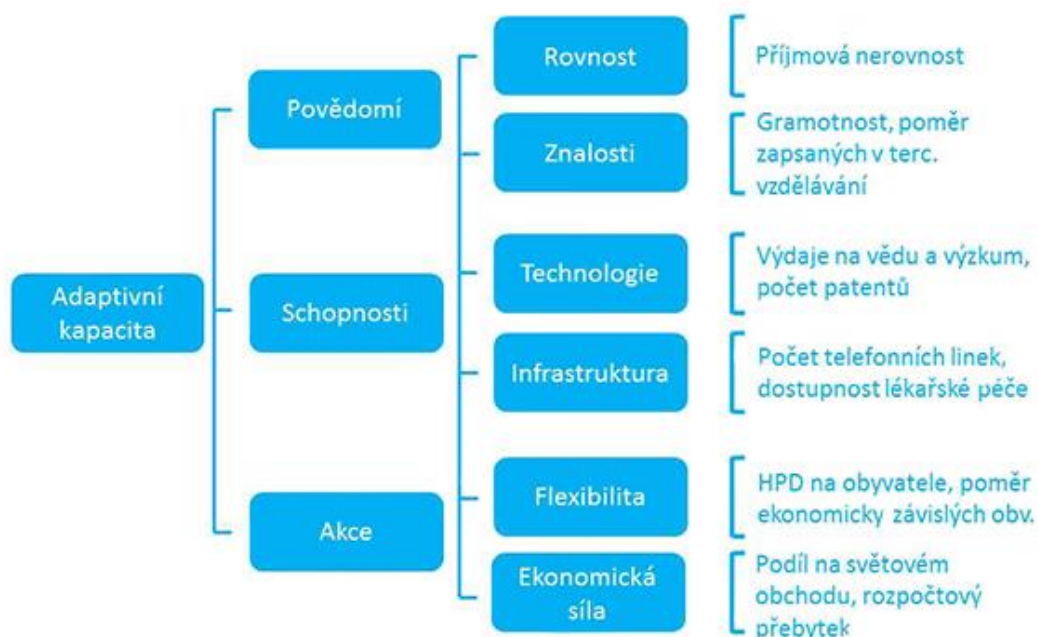 Adaptivní
kapacita
Povědomí
Schopnosti
Akce
Rovnost
Znalosti
Technologie
Infrastruktura
Flexibilita
Ekonomická
síla
Příjmová nerovnost
Gramotnost, poměr
zapsaných v terc.
vzdělávání
Výdaje na vědu a výzkum,
počet patentů
Počet telefonních linek,
dostupnost lékařské péče
HPD na obyvatele, poměr
ekonomicky závislých obv.
Podíl na světovém
obchodu, rozpočtový
přebytek